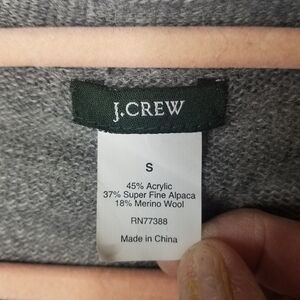 J.CREW
S
45% Acrylic
37% Super Fine Alpaca
18% Merino Wool
RN77388
Made in China